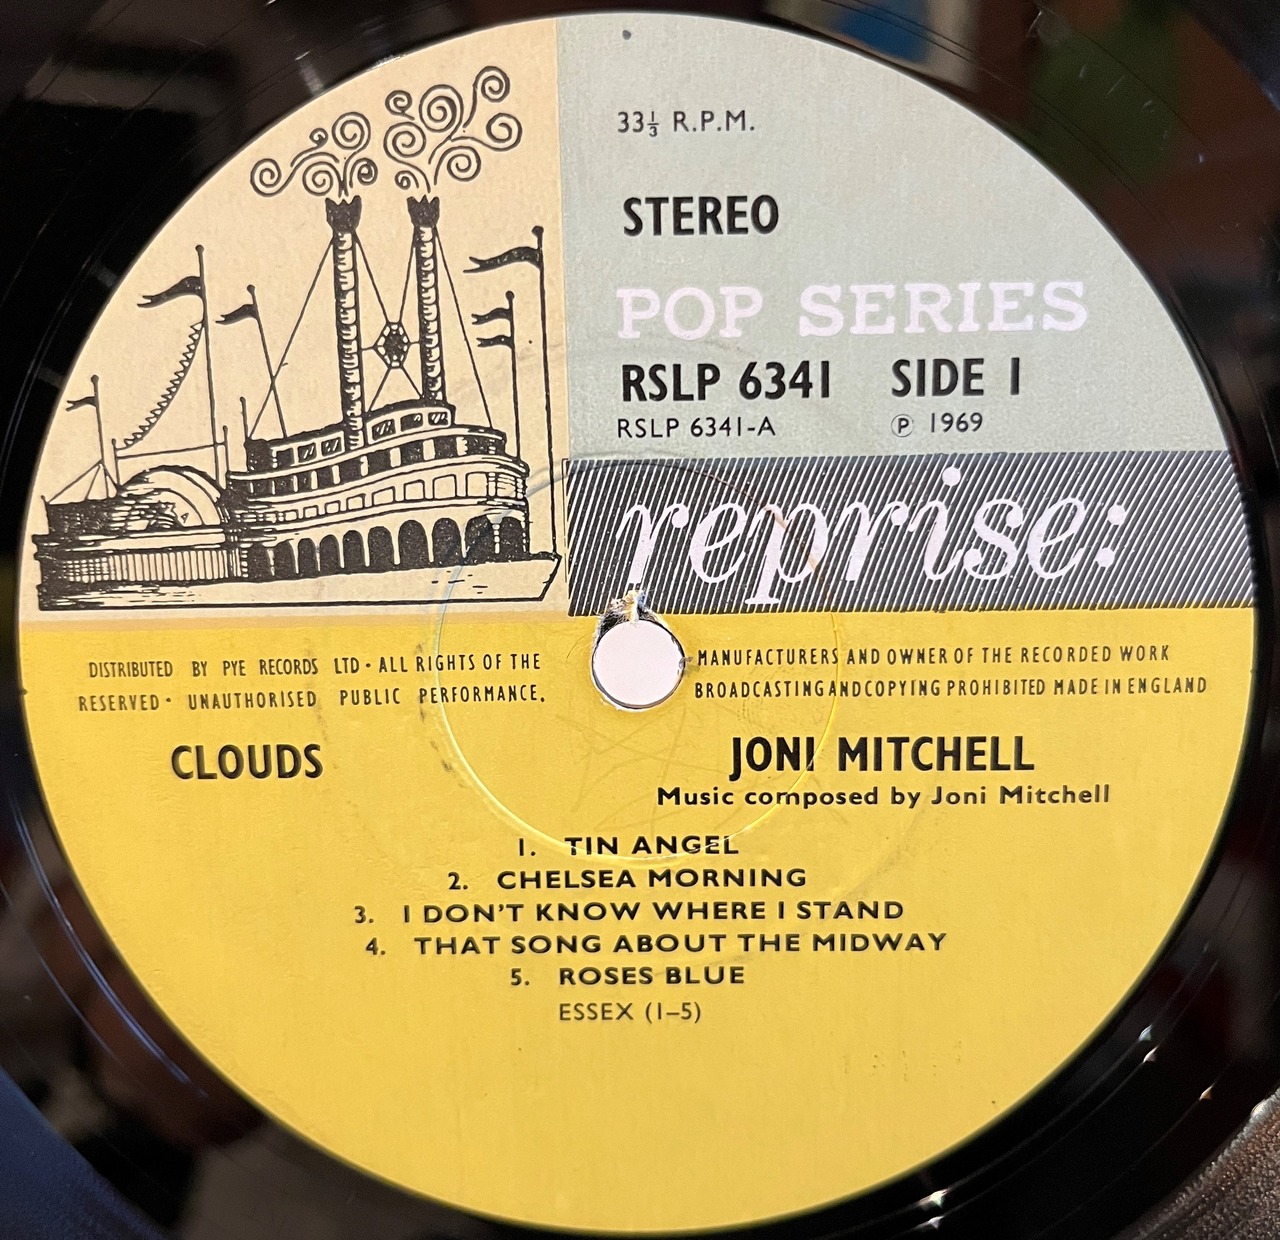 33⅓ R.P.M.
STEREO
POP SERIES
RSLP 6341 SIDE 1
RSLP 6341-A ℗ 1969
reprise:
DISTRIBUTED BY PYE RECORDS LTD · ALL RIGHTS OF THE MANUFACTURERS AND OWNER OF THE RECORDED WORK
RESERVED · UNAUTHORISED PUBLIC PERFORMANCE, BROADCASTING AND COPYING PROHIBITED MADE IN ENGLAND
CLOUDS JONI MITCHELL
Music composed by Joni Mitchell
1. TIN ANGEL
2. CHELSEA MORNING
3. I DON'T KNOW WHERE I STAND
4. THAT SONG ABOUT THE MIDWAY
5. ROSES BLUE
ESSEX (1–5)